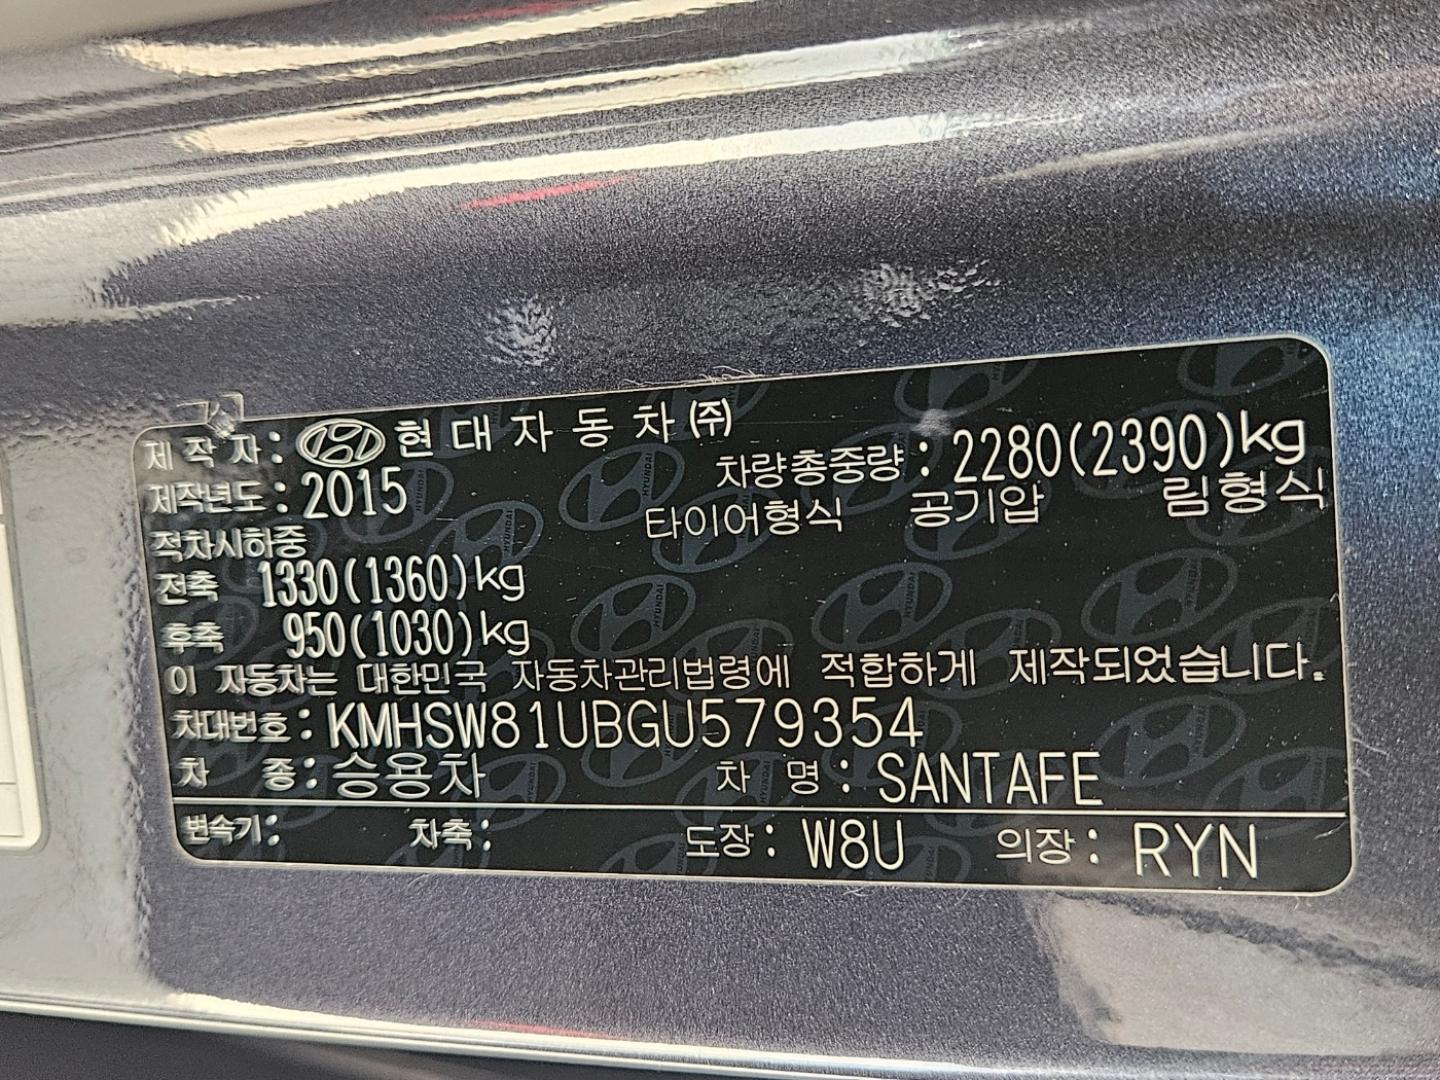 제 작 자 : HYUNDAI 현 대 자 동 차 (주)
제작년도 : 2015
차량총중량 : 2280(2390)kg
적차시하중
타이어형식 공기압 림형식
전축 1330(1360)kg
후축 950(1030)kg
이 자동차는 대한민국 자동차관리법령에 적합하게 제작되었습니다.
차대번호 : KMHSW81UBGU579354
차 종 : 승용차 차 명 : SANTAFE
변속기 : 차축 : 도장 : W8U 의장 : RYN